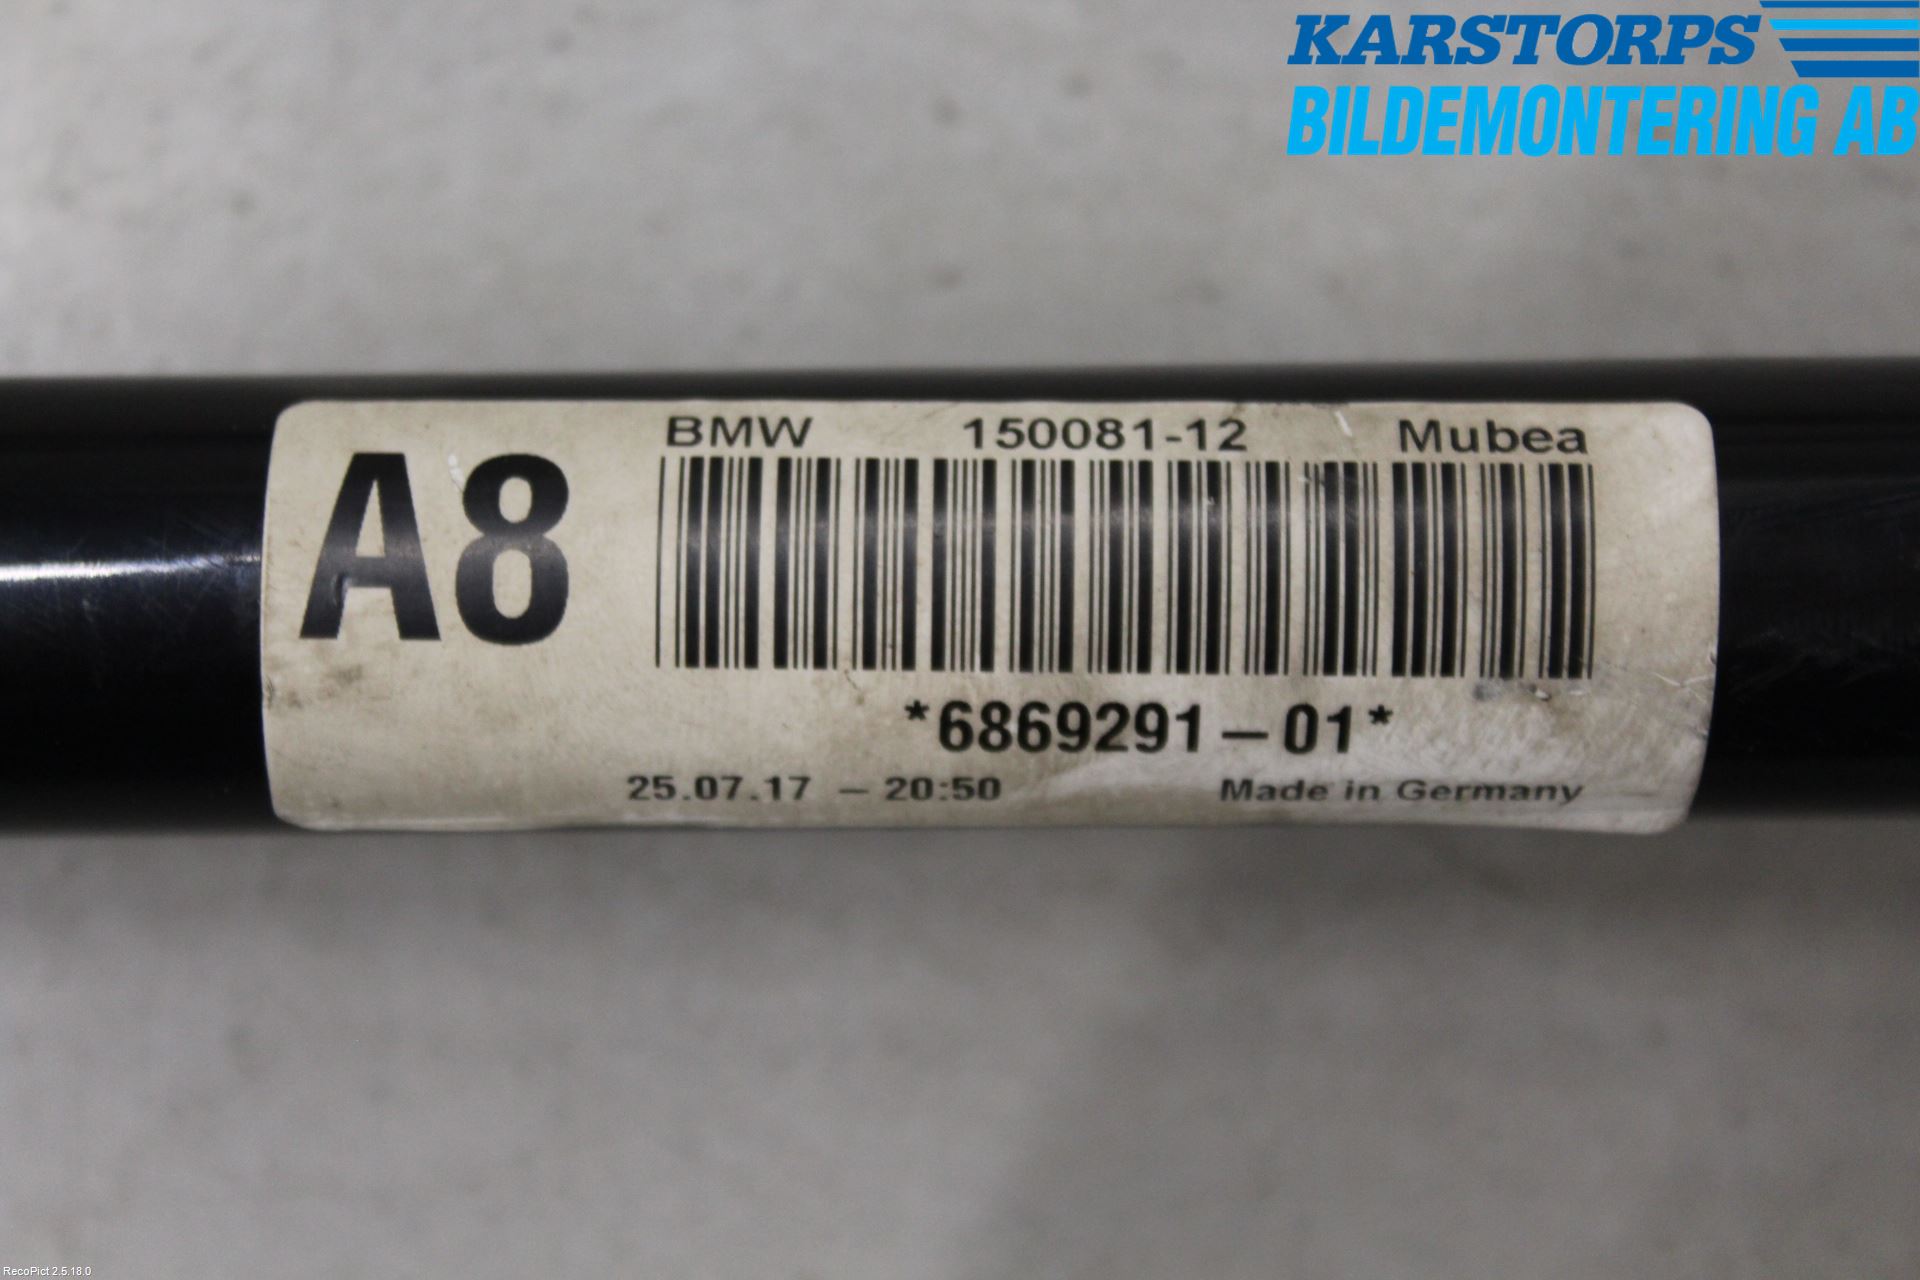 KARSTORPS
BILDEMONTERING AB
A8
BMW 150081-12 Mubea
*6869291-01*
25.07.17 - 20:50 Made in Germany
RecoPict 2.5.18.0